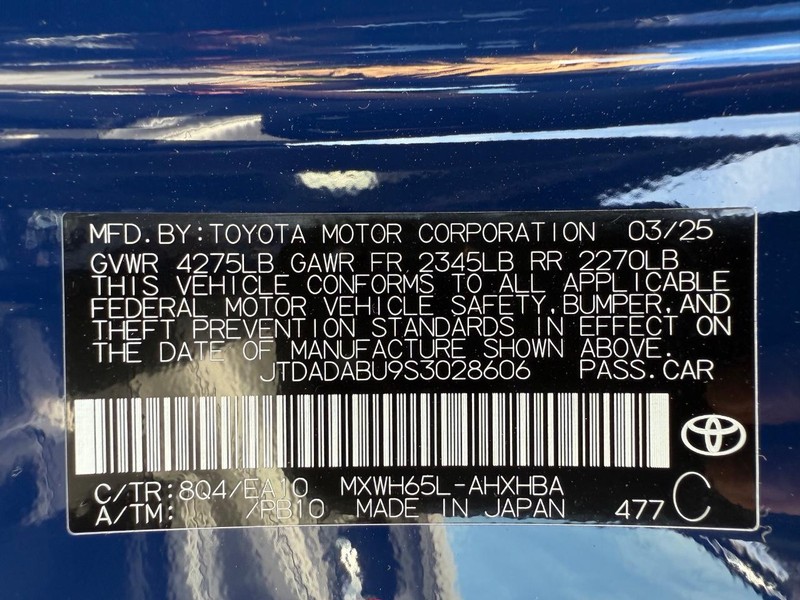 MFD.BY:TOYOTA MOTOR CORPORATION 03/25
GVWR 4275LB GAWR FR 2345LB RR 2270LB
THIS VEHICLE CONFORMS TO ALL APPLICABLE
FEDERAL MOTOR VEHICLE SAFETY,BUMPER,AND
THEFT PREVENTION STANDARDS IN EFFECT ON
THE DATE OF MANUFACTURE SHOWN ABOVE.
JTDADABU9S3028606 PASS.CAR
C/TR:8Q4/EA10 MXWH65L-AHXHBA
A/TM: /PB10 MADE IN JAPAN 477 C